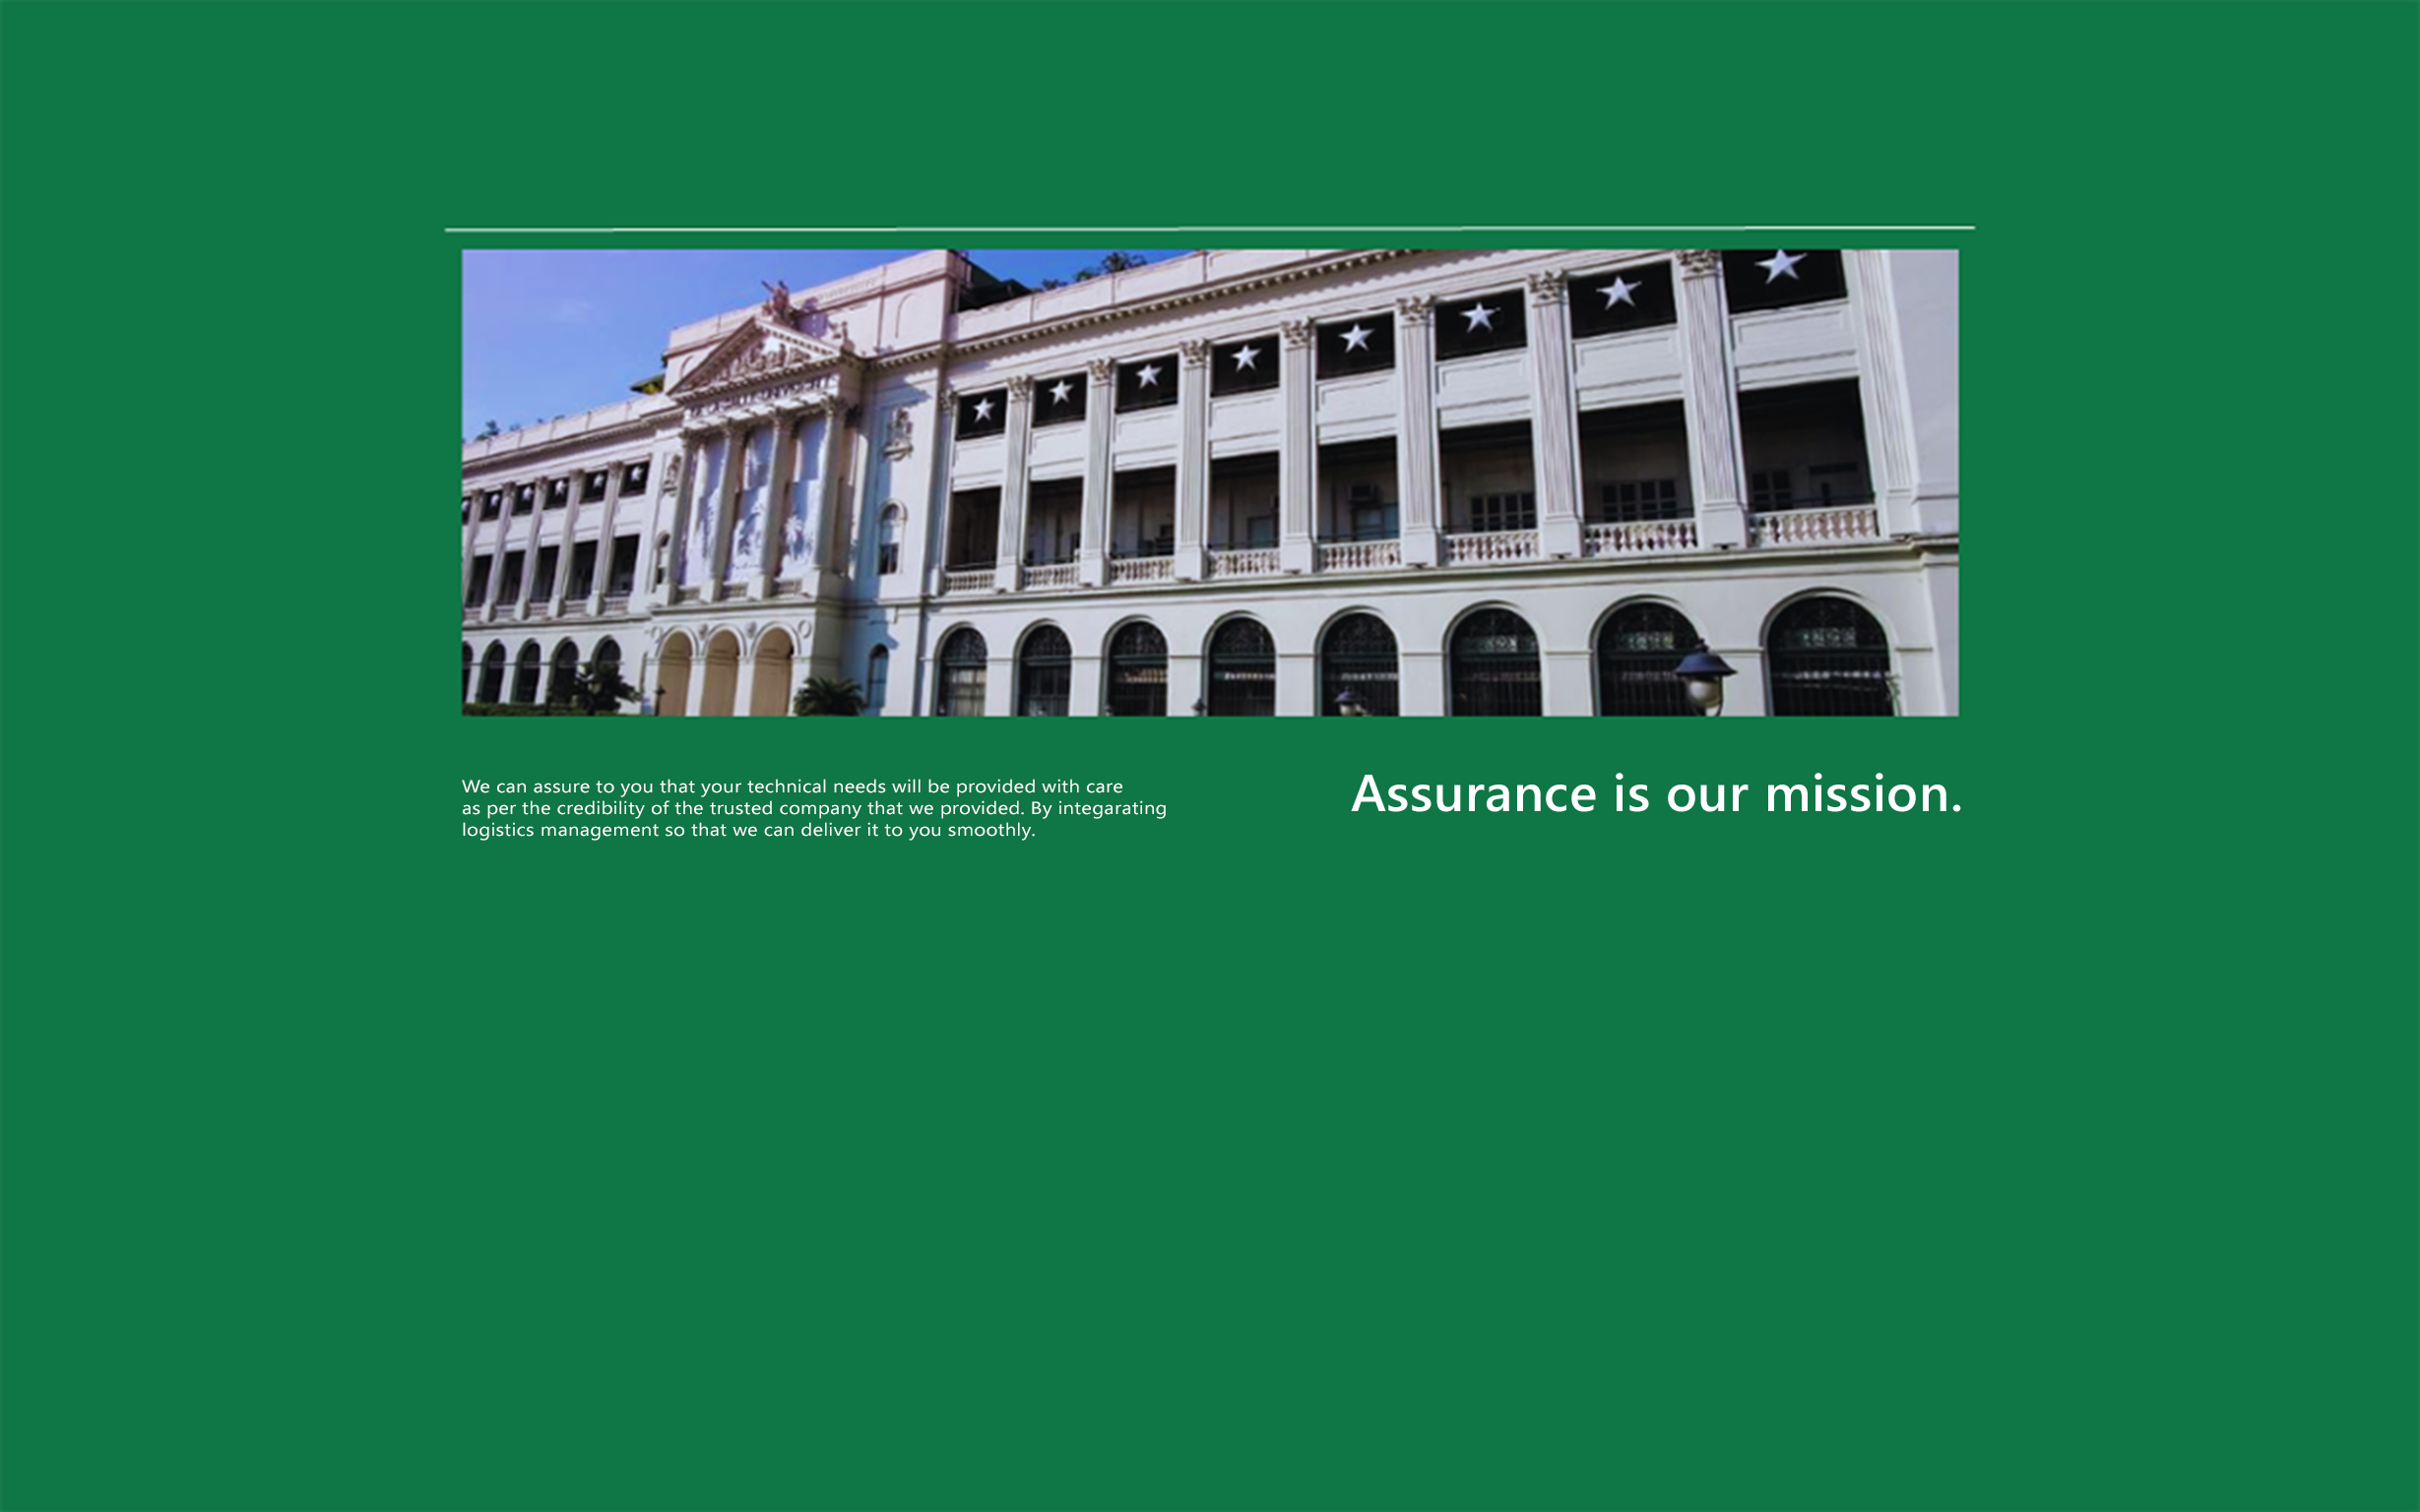 We can assure to you that your technical needs will be provided with care
as per the credibility of the trusted company that we provided. By integarating
logistics management so that we can deliver it to you smoothly.
Assurance is our mission.